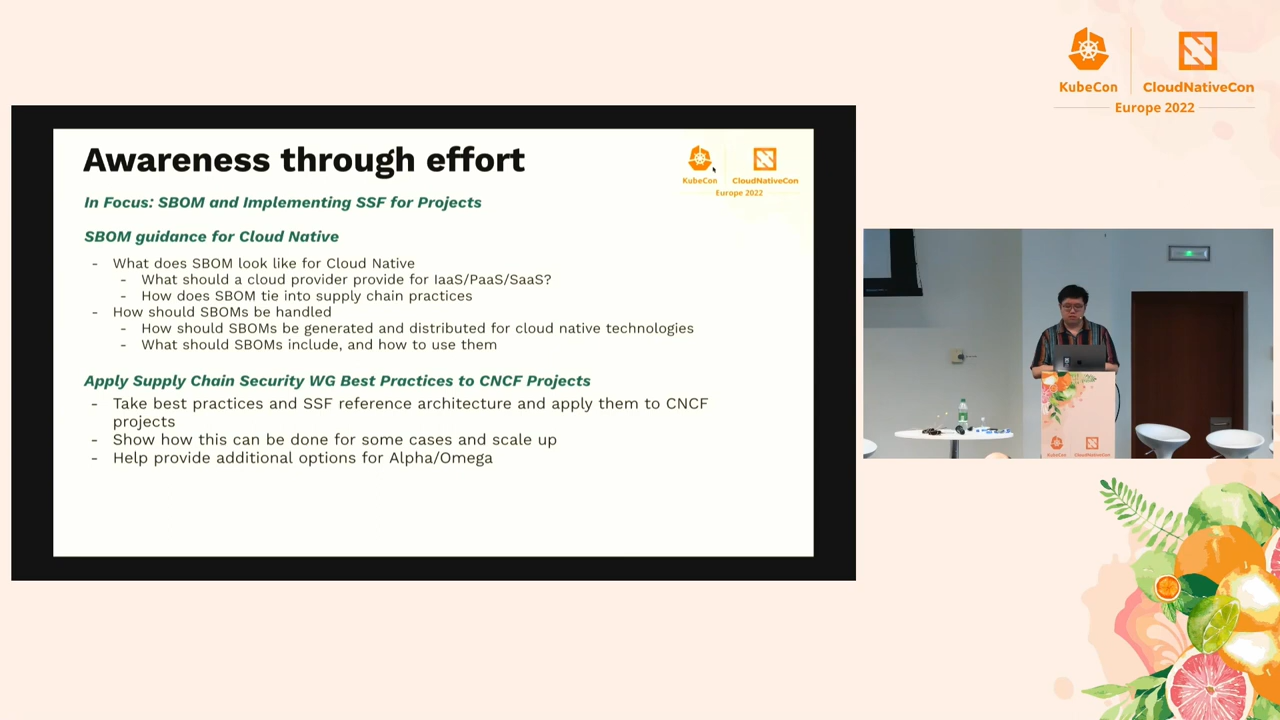 KubeCon
CloudNativeCon
Europe 2022
Awareness through effort
KubeCon
CloudNativeCon
Europe 2022
In Focus: SBOM and Implementing SSF for Projects
SBOM guidance for Cloud Native
- What does SBOM look like for Cloud Native
- What should a cloud provider provide for IaaS/PaaS/SaaS?
- How does SBOM tie into supply chain practices
- How should SBOMs be handled
- How should SBOMs be generated and distributed for cloud native technologies
- What should SBOMs include, and how to use them
Apply Supply Chain Security WG Best Practices to CNCF Projects
- Take best practices and SSF reference architecture and apply them to CNCF
projects
- Show how this can be done for some cases and scale up
- Help provide additional options for Alpha/Omega
KubeCon
CloudNativeCon